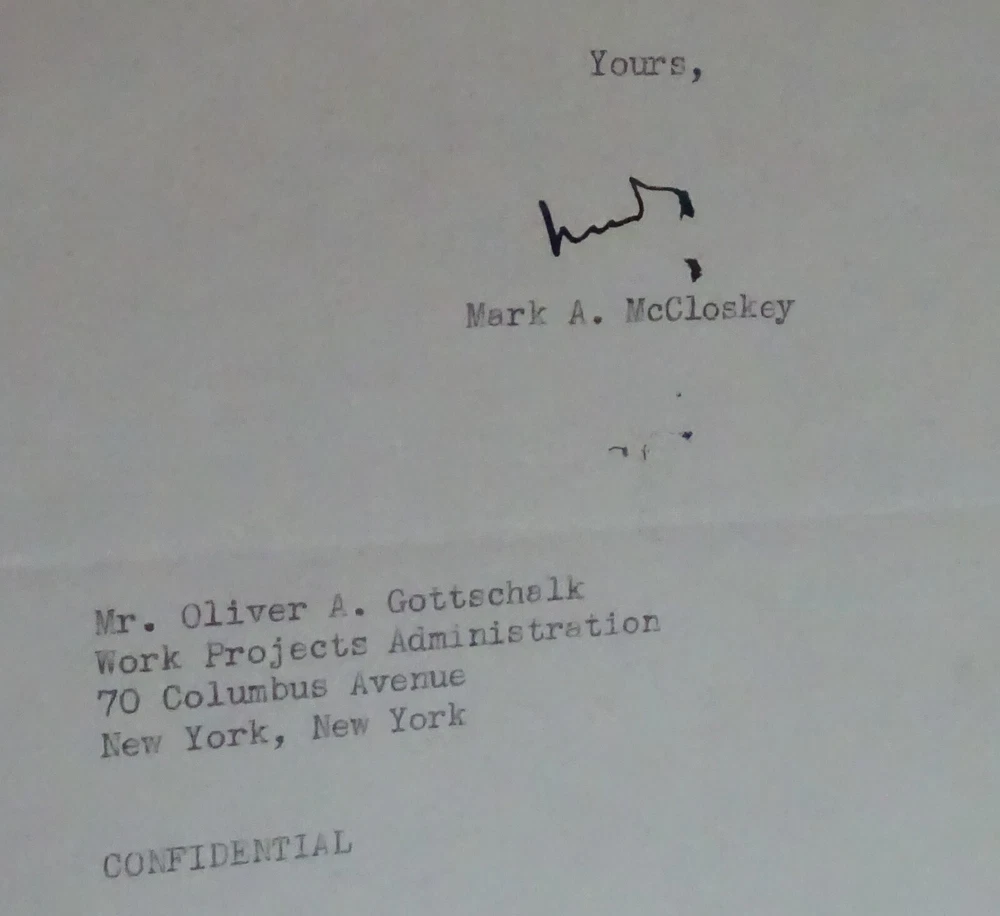 Yours,
Mark A. McCloskey
Mr. Oliver A. Gottschalk
Work Projects Administration
70 Columbus Avenue
New York, New York
CONFIDENTIAL